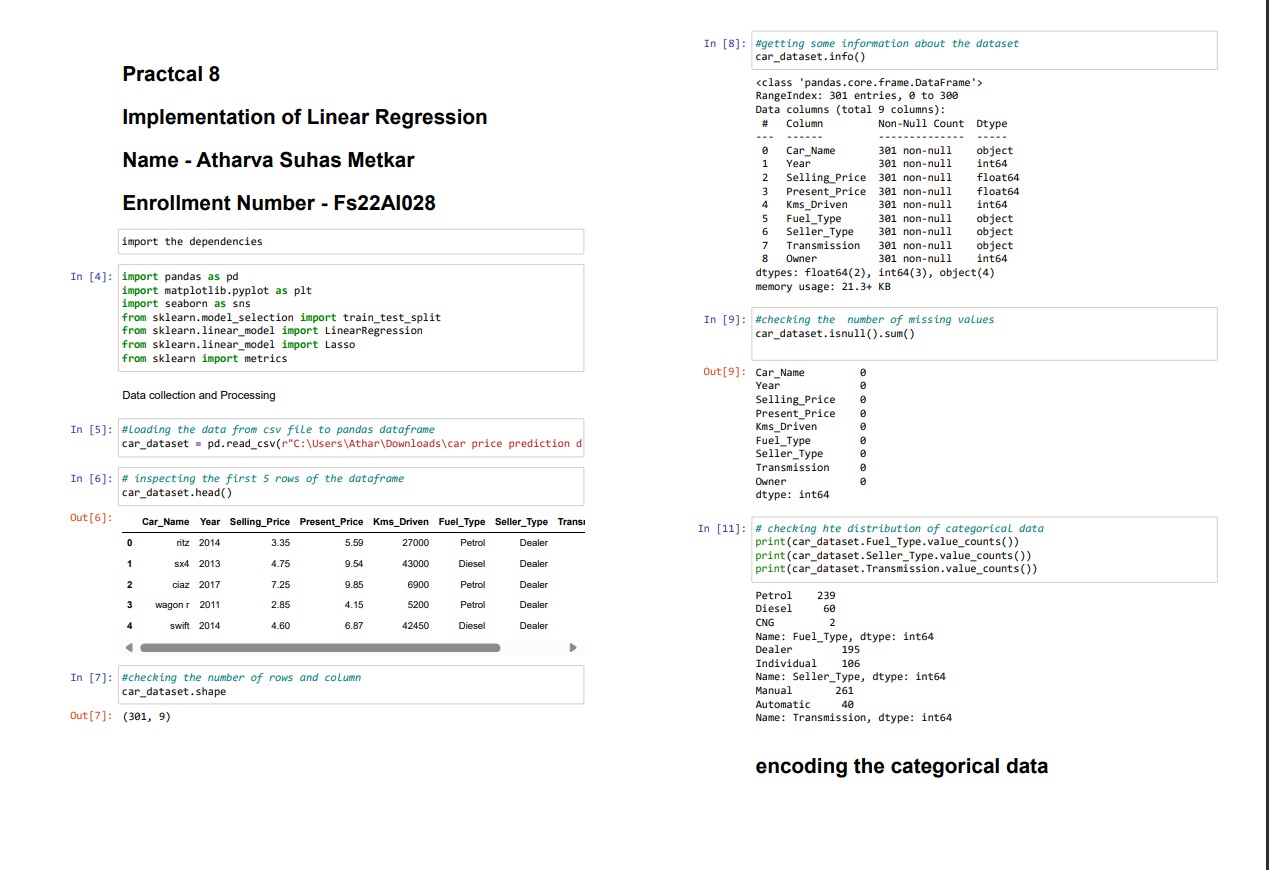 Practcal 8
Implementation of Linear Regression
Name - Atharva Suhas Metkar
Enrollment Number - Fs22AI028
import the dependencies
In [4]: import pandas as pd
import matplotlib.pyplot as plt
import seaborn as sns
from sklearn.model_selection import train_test_split
from sklearn.linear_model import LinearRegression
from sklearn.linear_model import Lasso
from sklearn import metrics
Data collection and Processing
In [5]: #loading the data from csv file to pandas dataframe
car_dataset = pd.read_csv(r"C:\Users\Athar\Downloads\car price prediction d
In [6]: # inspecting the first 5 rows of the dataframe
car_dataset.head()
Out[6]: Car_Name Year Selling_Price Present_Price Kms_Driven Fuel_Type Seller_Type Transı
0 ritz 2014 3.35 5.59 27000 Petrol Dealer
1 sx4 2013 4.75 9.54 43000 Diesel Dealer
2 ciaz 2017 7.25 9.85 6900 Petrol Dealer
3 wagon r 2011 2.85 4.15 5200 Petrol Dealer
4 swift 2014 4.60 6.87 42450 Diesel Dealer
In [7]: #checking the number of rows and column
car_dataset.shape
Out[7]: (301, 9)
In [8]: #getting some information about the dataset
car_dataset.info()
<class 'pandas.core.frame.DataFrame'>
RangeIndex: 301 entries, 0 to 300
Data columns (total 9 columns):
# Column Non-Null Count Dtype
--- ------ -------------- -----
0 Car_Name 301 non-null object
1 Year 301 non-null int64
2 Selling_Price 301 non-null float64
3 Present_Price 301 non-null float64
4 Kms_Driven 301 non-null int64
5 Fuel_Type 301 non-null object
6 Seller_Type 301 non-null object
7 Transmission 301 non-null object
8 Owner 301 non-null int64
dtypes: float64(2), int64(3), object(4)
memory usage: 21.3+ KB
In [9]: #checking the  number of missing values
car_dataset.isnull().sum()
Out[9]: Car_Name 0
Year 0
Selling_Price 0
Present_Price 0
Kms_Driven 0
Fuel_Type 0
Seller_Type 0
Transmission 0
Owner 0
dtype: int64
In [11]: # checking hte distribution of categorical data
print(car_dataset.Fuel_Type.value_counts())
print(car_dataset.Seller_Type.value_counts())
print(car_dataset.Transmission.value_counts())
Petrol 239
Diesel 60
CNG 2
Name: Fuel_Type, dtype: int64
Dealer 195
Individual 106
Name: Seller_Type, dtype: int64
Manual 261
Automatic 40
Name: Transmission, dtype: int64
encoding the categorical data